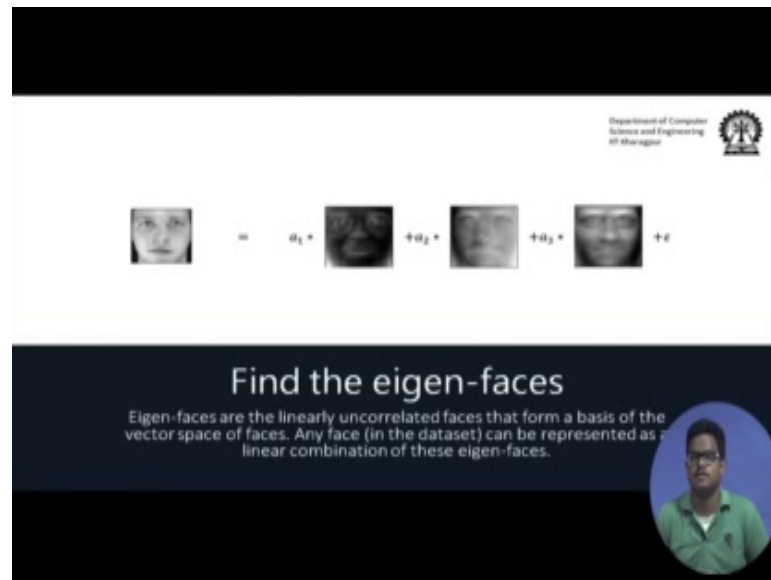 Department of Computer
Science and Engineering
IIT Kharagpur
= a₁ * +a₂ * +a₃ * +ε
Find the eigen-faces
Eigen-faces are the linearly uncorrelated faces that form a basis of the
vector space of faces. Any face (in the dataset) can be represented as a
linear combination of these eigen-faces.